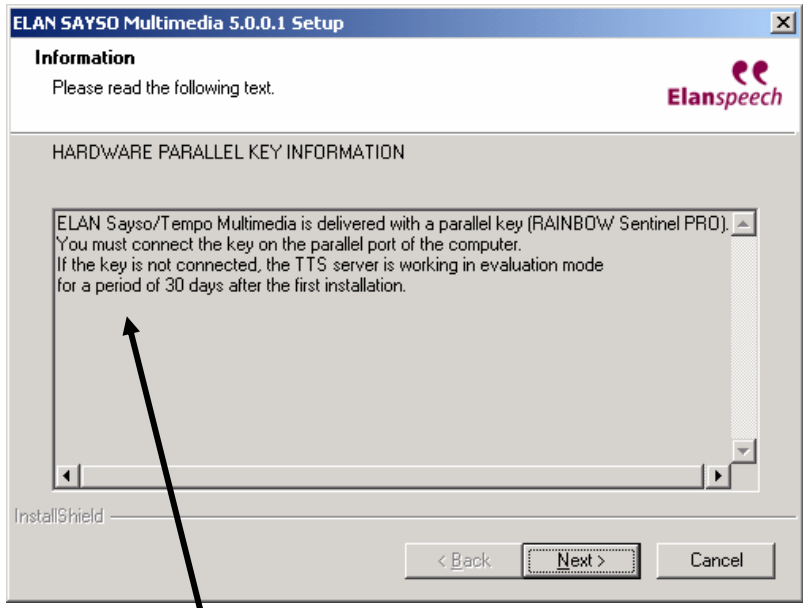 ELAN SAYSO Multimedia 5.0.0.1 Setup
Information
Please read the following text.
Elanspeech
HARDWARE PARALLEL KEY INFORMATION
ELAN Sayso/Tempo Multimedia is delivered with a parallel key (RAINBOW Sentinel PRO).
You must connect the key on the parallel port of the computer.
If the key is not connected, the TTS server is working in evaluation mode
for a period of 30 days after the first installation.
InstallShield
< Back Next > Cancel